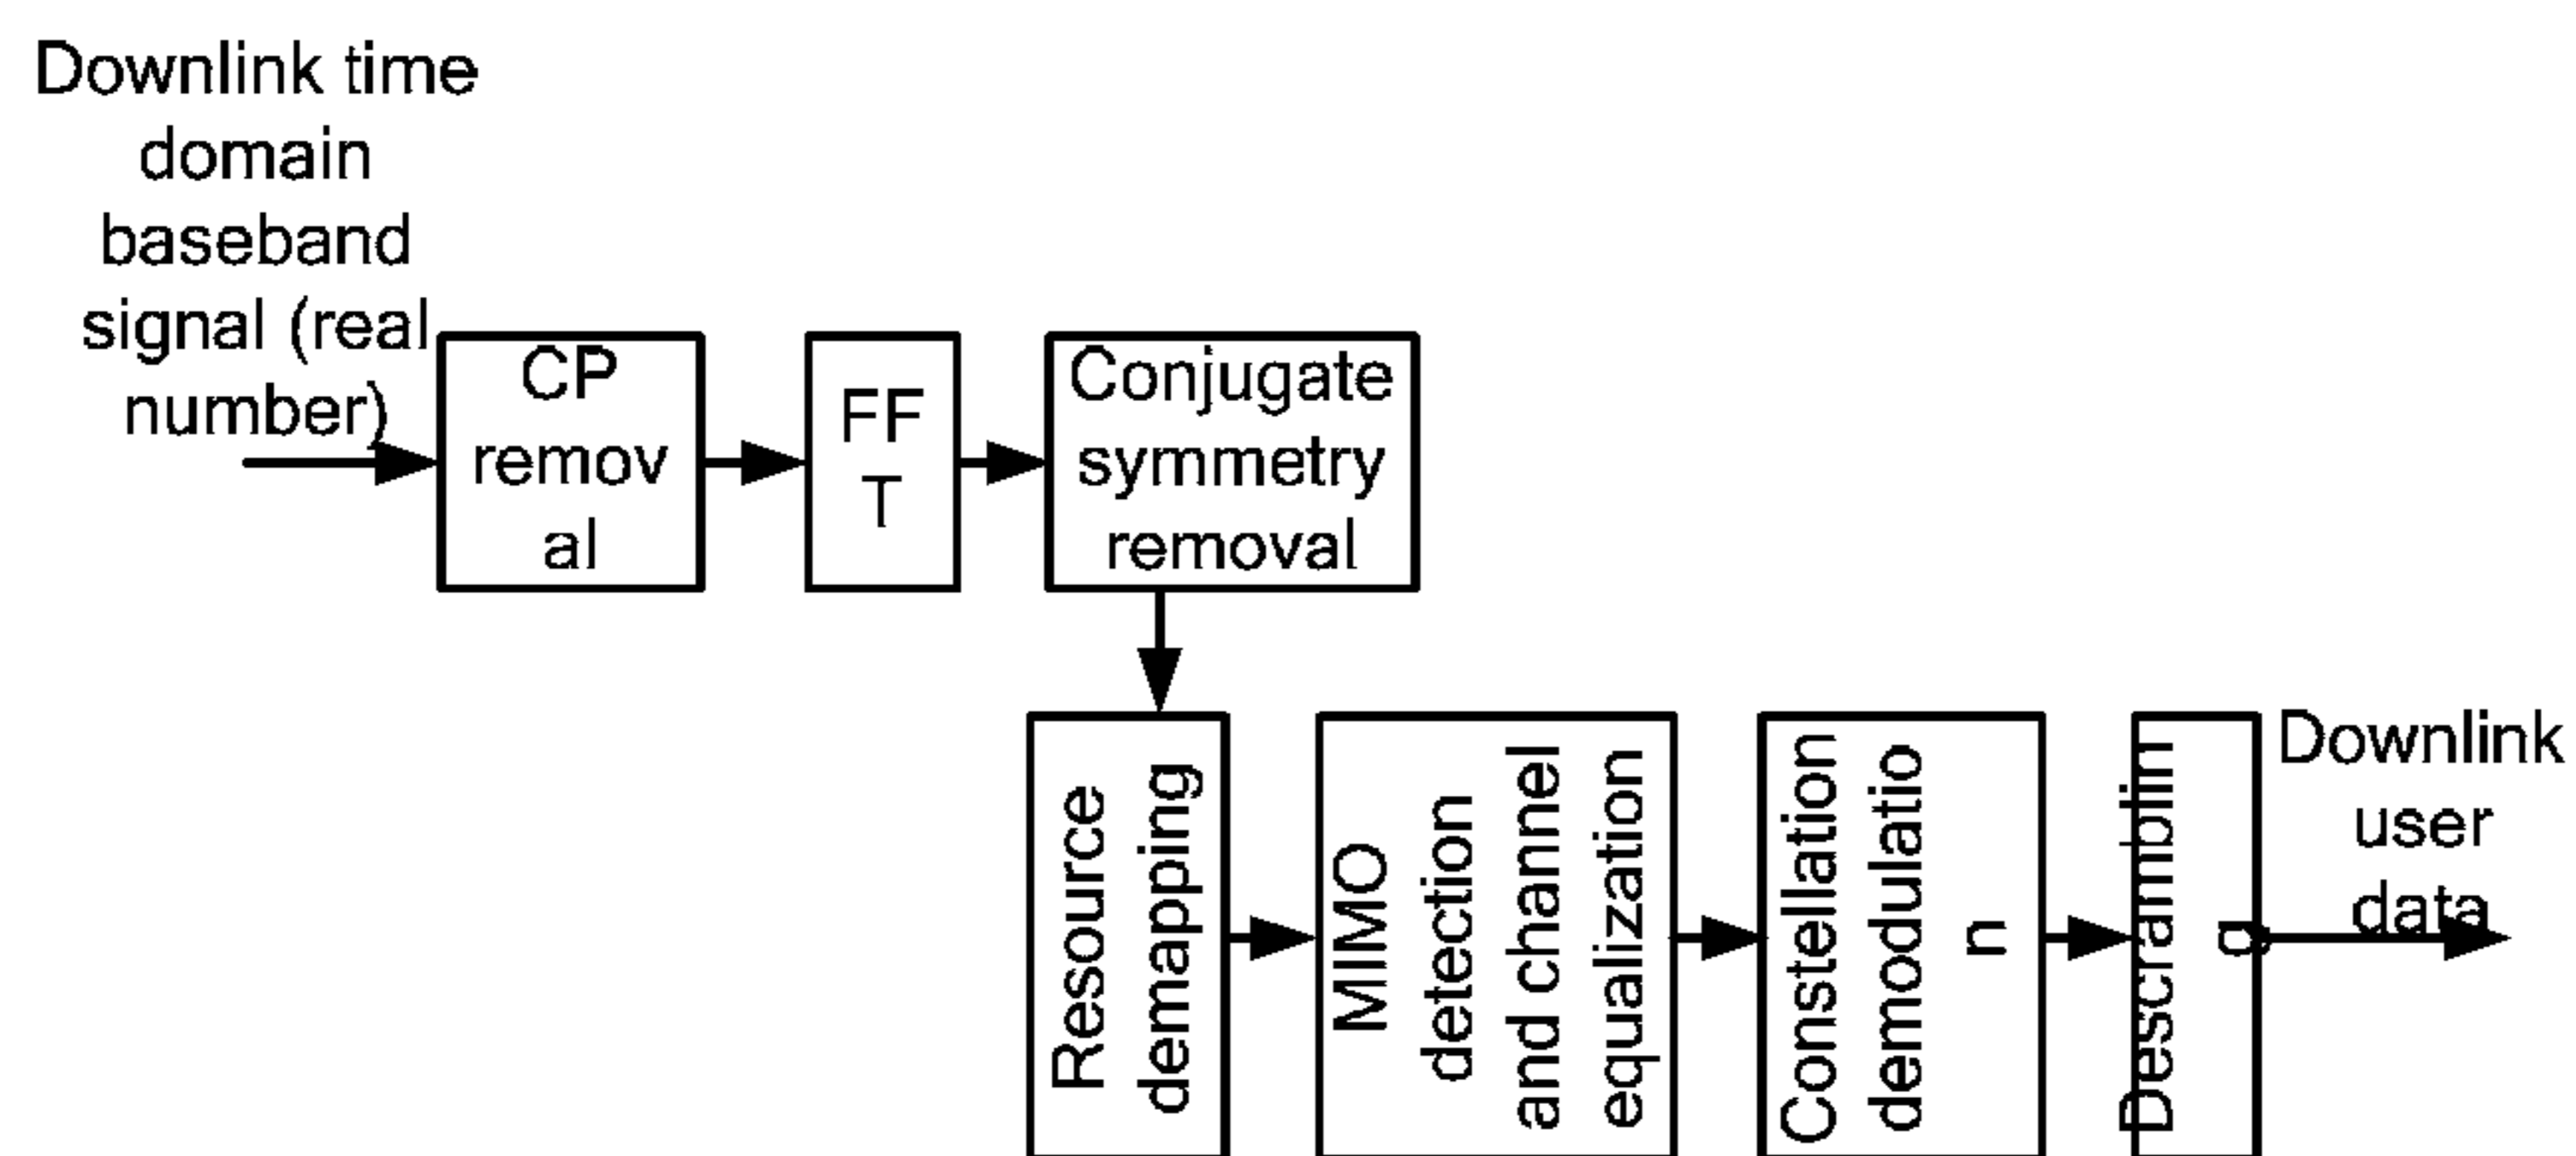 Downlink time
domain
baseband
signal (real
number)
CP
remov
al
FF
T
Conjugate
symmetry
removal
Resource
demapping
MIMO
detection
and channel
equalization
Constellation
demodulatio
n
Descramblin
g
Downlink
user
data